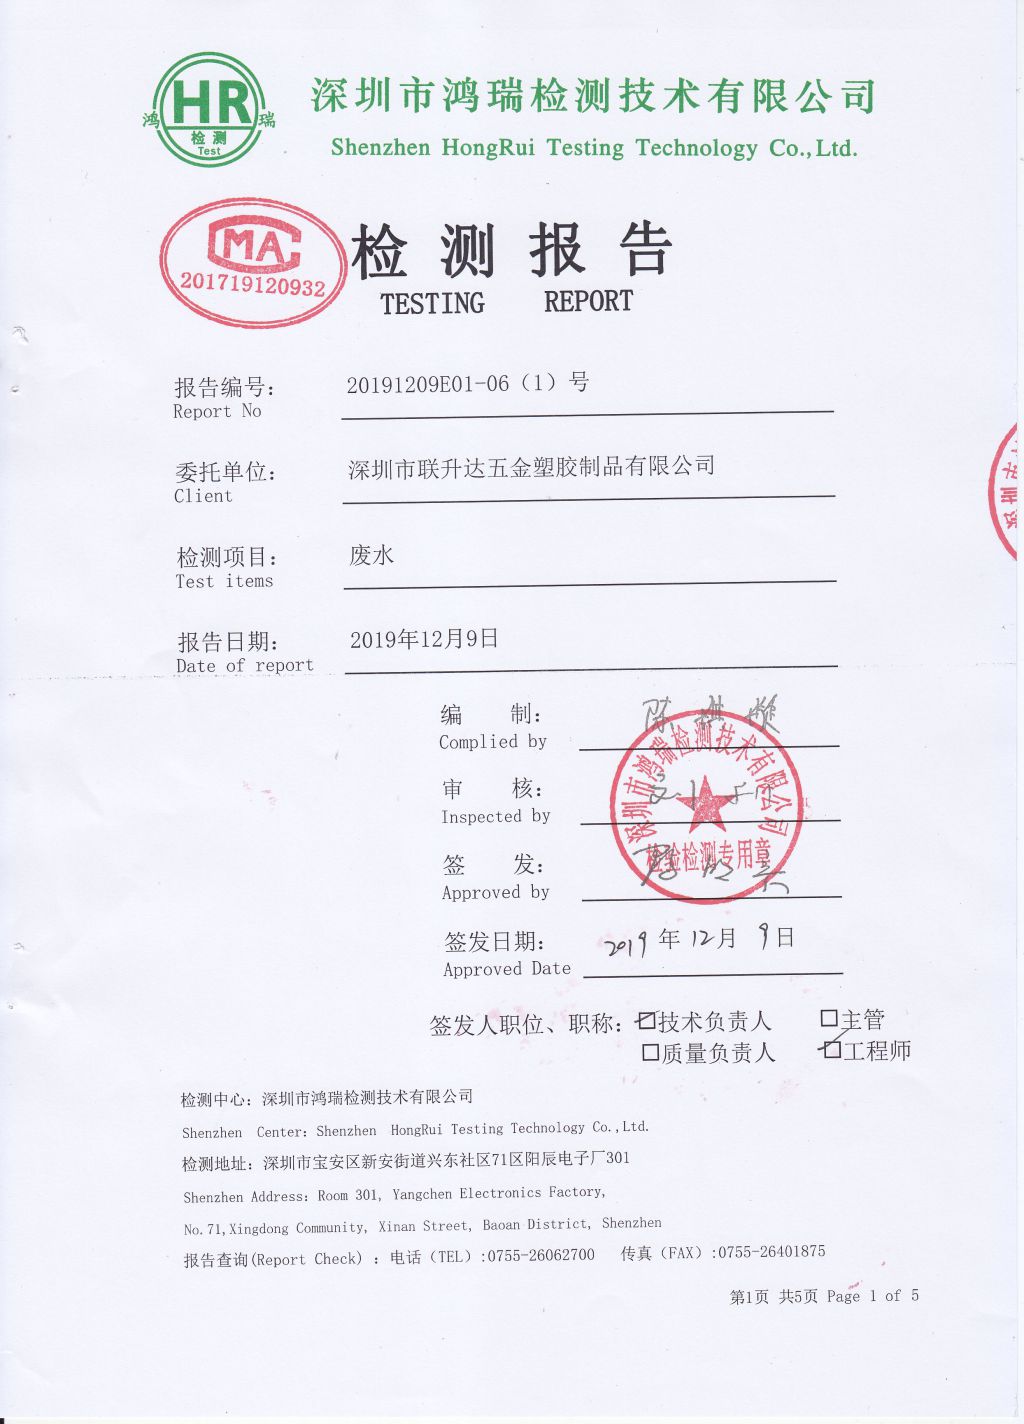 HR
鸿 瑞
检测
Test
深圳市鸿瑞检测技术有限公司
Shenzhen HongRui Testing Technology Co.,Ltd.
CMA
201719120932
检测报告
TESTING REPORT
报告编号: 20191209E01-06（1）号
Report No
委托单位: 深圳市联升达五金塑胶制品有限公司
Client
检测项目: 废水
Test items
报告日期: 2019年12月9日
Date of report
编 制:
Complied by
审 核:
Inspected by
签 发:
Approved by
深圳市鸿瑞检测技术有限公司
检验检测专用章
签发日期: 2019年12月9日
Approved Date
签发人职位、职称: 技术负责人 主管
质量负责人 工程师
检测中心: 深圳市鸿瑞检测技术有限公司
Shenzhen Center: Shenzhen HongRui Testing Technology Co.,Ltd.
检测地址: 深圳市宝安区新安街道兴东社区71区阳辰电子厂301
Shenzhen Address: Room 301, Yangchen Electronics Factory,
No.71,Xingdong Community, Xinan Street, Baoan District, Shenzhen
报告查询(Report Check) : 电话（TEL）:0755-26062700 传真（FAX）:0755-26401875
第1页 共5页 Page 1 of 5